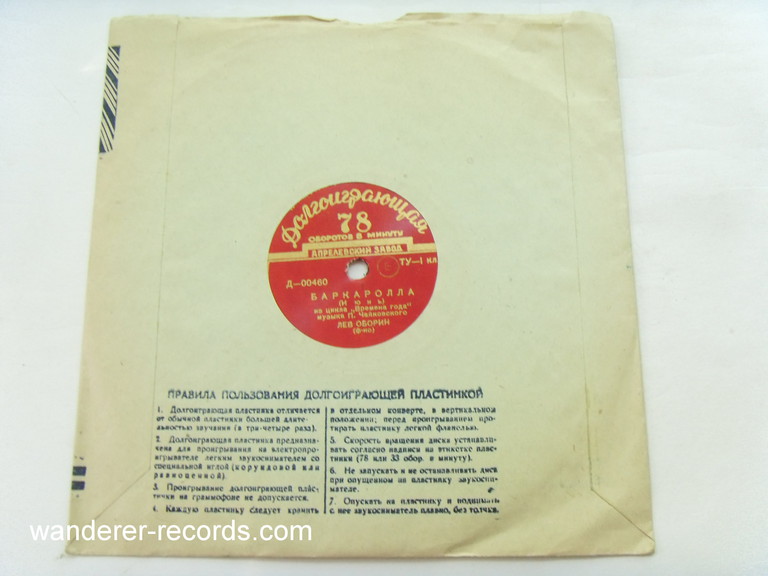 Долгоиграющая
78
ОБОРОТОВ В МИНУТУ
АПРЕЛЕВСКИЙ ЗАВОД
ТУ—I кл
Д—00460
БАРКАРОЛЛА
(Июнь)
из цикла „Времена года"
музыка П. Чайковского
ЛЕВ ОБОРИН
(ф-но)
ПРАВИЛА ПОЛЬЗОВАНИЯ ДОЛГОИГРАЮЩЕЙ ПЛАСТИНКОЙ
1. Долгоиграющая пластинка отличается
от обычной пластинки большей длите-
льностью звучания (в три-четыре раза).
2. Долгоиграющая пластинка предназна-
чена для проигрывания на электропро-
игрывателе легким звукоснимателем со
специальной иглой (корундовой или
равноценной).
3. Проигрывание долгоиграющей плас-
тинки на граммофоне не допускается.
4. Каждую пластинку следует хранить
в отдельном конверте, в вертикальном
положении; перед проигрыванием про-
тирать пластинку легкой фланелью.
5. Скорость вращения диска устанавли-
вать согласно надписи на этикетке плас-
тинки (78 или 33 обор. в минуту).
6. Не запускать и не останавливать диск
при опущенном на пластинку звукосни-
мателе.
7. Опускать на пластинку и поднимать
с нее звукосниматель плавно, без толчка.
wanderer-records.com